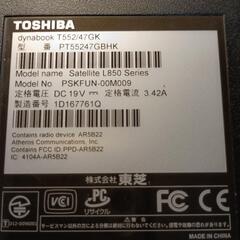 TOSHIBA
dynabook T552/47GK
型 番 PT55247GBHK
Model name Satellite L850 Series
Model No PSKFUN-00M009
定格電圧 DC 19V 定格電流 3.42A
製造番号 1D167761Q
Contains radio device AR5B22
Atheros Communications, Inc.
Contains FCC ID.PPD-AR5B22
IC: 4104A-AR5B22
株式会社 東芝
VCCI
PC
リサイクル
MADE IN CHINA